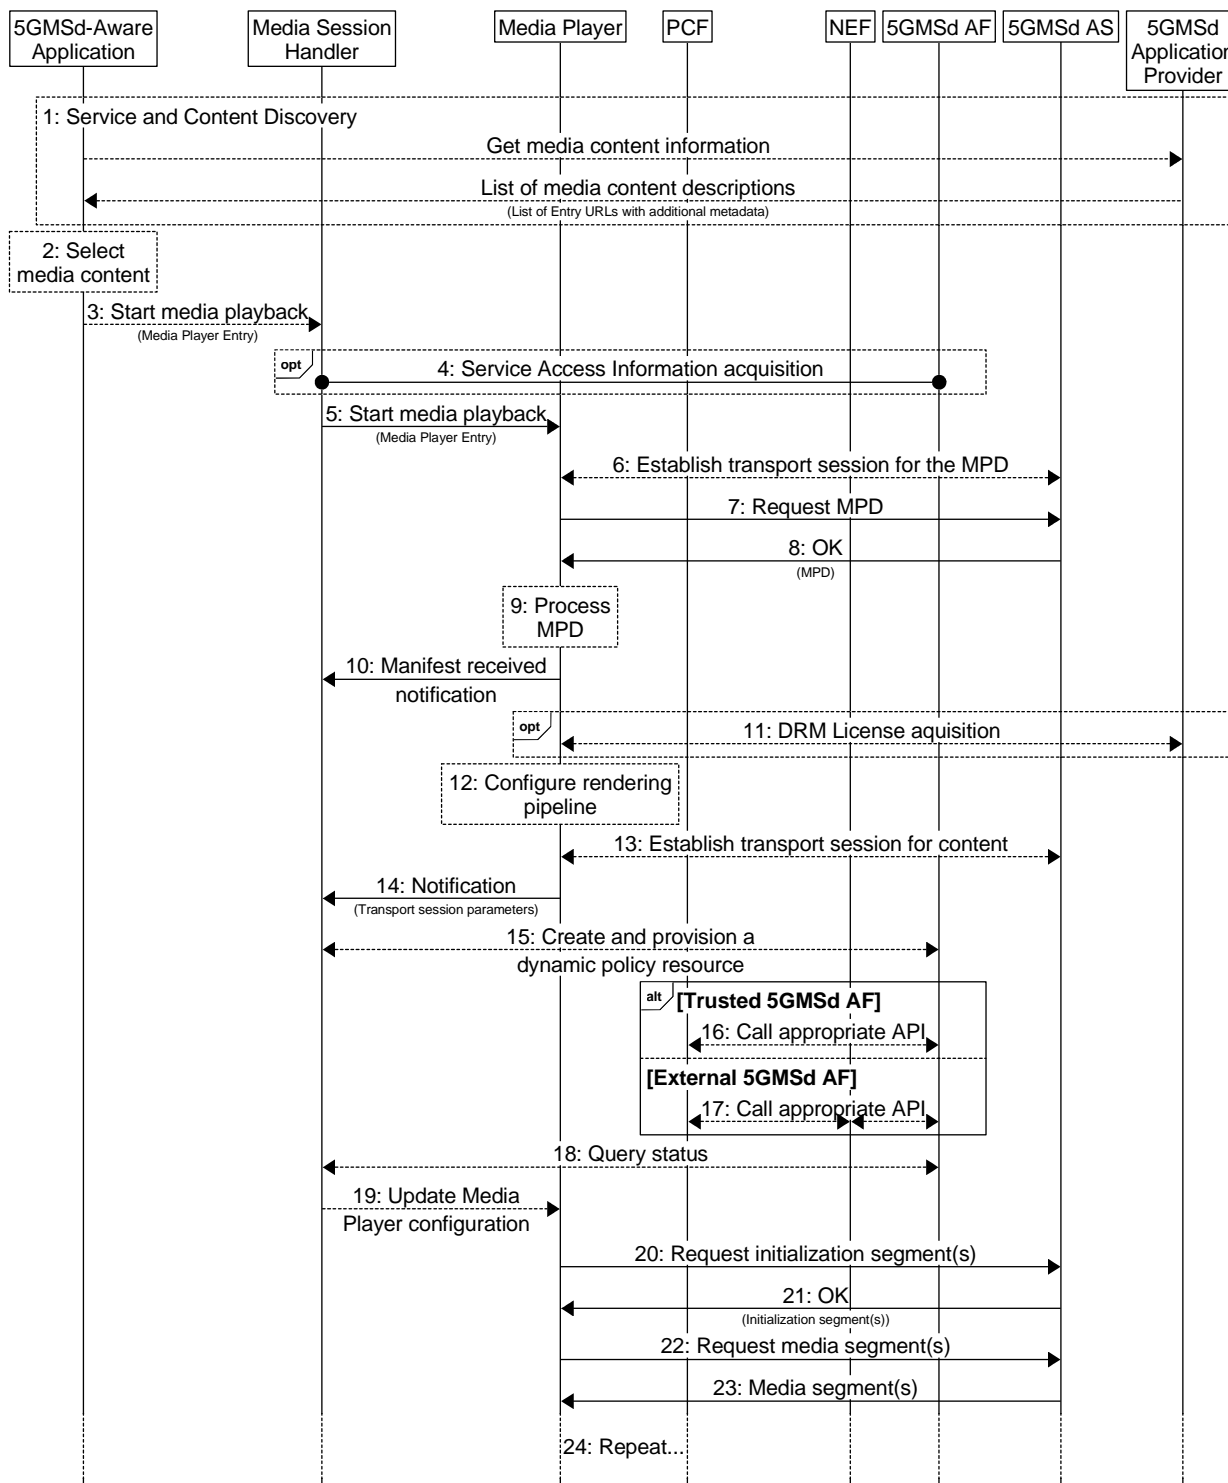 5GMSd-Aware
Application
Media Session
Handler
Media Player
PCF
NEF
5GMSd AF
5GMSd AS
5GMSd
Application
Provider
1: Service and Content Discovery
Get media content information
List of media content descriptions
(List of Entry URLs with additional metadata)
2: Select
media content
3: Start media playback
(Media Player Entry)
opt
4: Service Access Information acquisition
5: Start media playback
(Media Player Entry)
6: Establish transport session for the MPD
7: Request MPD
8: OK
(MPD)
9: Process
MPD
10: Manifest received
notification
opt
11: DRM License aquisition
12: Configure rendering
pipeline
13: Establish transport session for content
14: Notification
(Transport session parameters)
15: Create and provision a
dynamic policy resource
alt
[Trusted 5GMSd AF]
16: Call appropriate API
[External 5GMSd AF]
17: Call appropriate API
18: Query status
19: Update Media
Player configuration
20: Request initialization segment(s)
21: OK
(Initialization segment(s))
22: Request media segment(s)
23: Media segment(s)
24: Repeat...